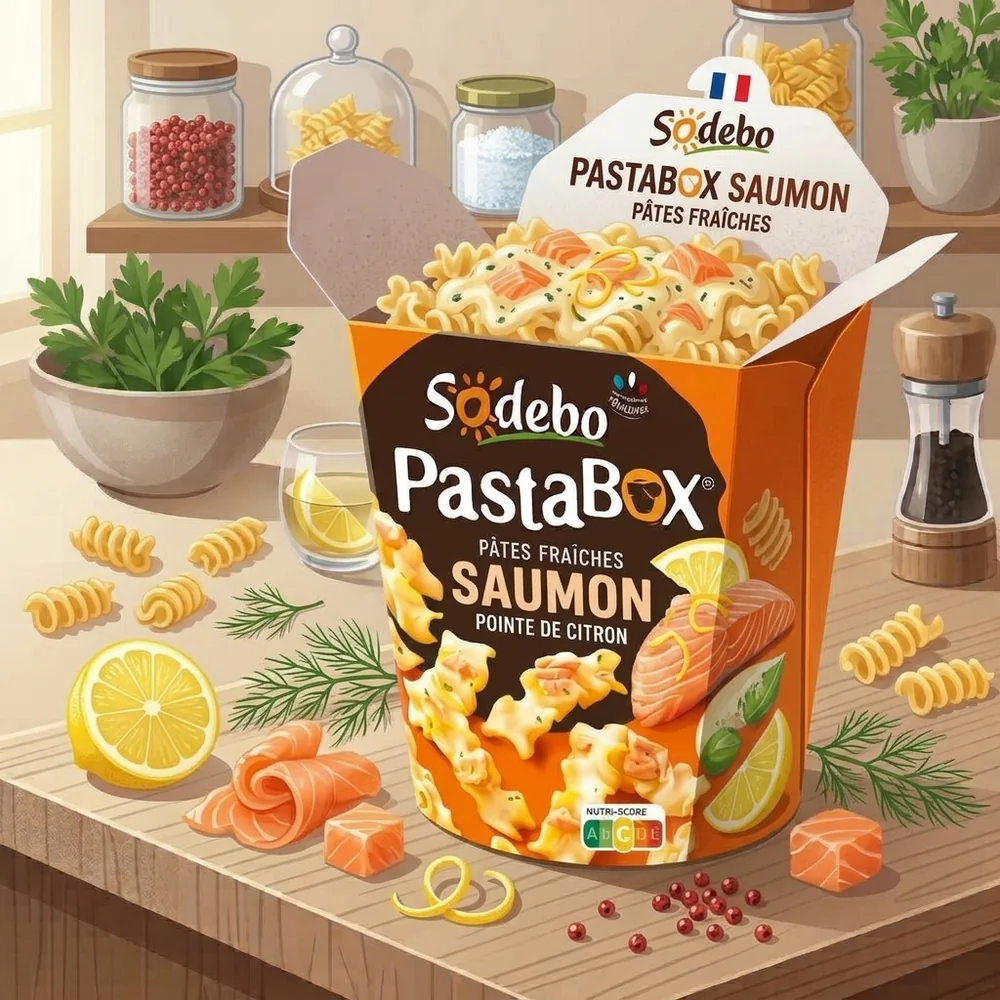 Sodebo
PASTABOX SAUMON
PÂTES FRAÎCHES
Sodebo
PASTABOX
PÂTES FRAÎCHES
SAUMON
POINTE DE CITRON
NUTRI-SCORE
A b C D E